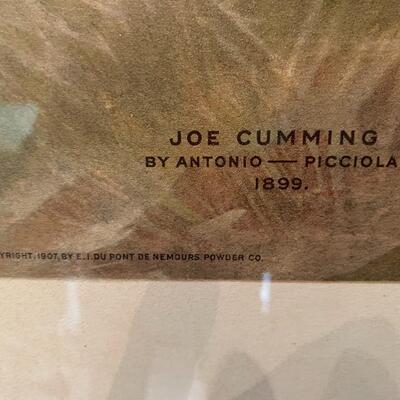 JOE CUMMING
BY ANTONIO — PICCIOLA
1899.
YRIGHT, 1907, BY E. I. DU PONT DE NEMOURS POWDER CO.